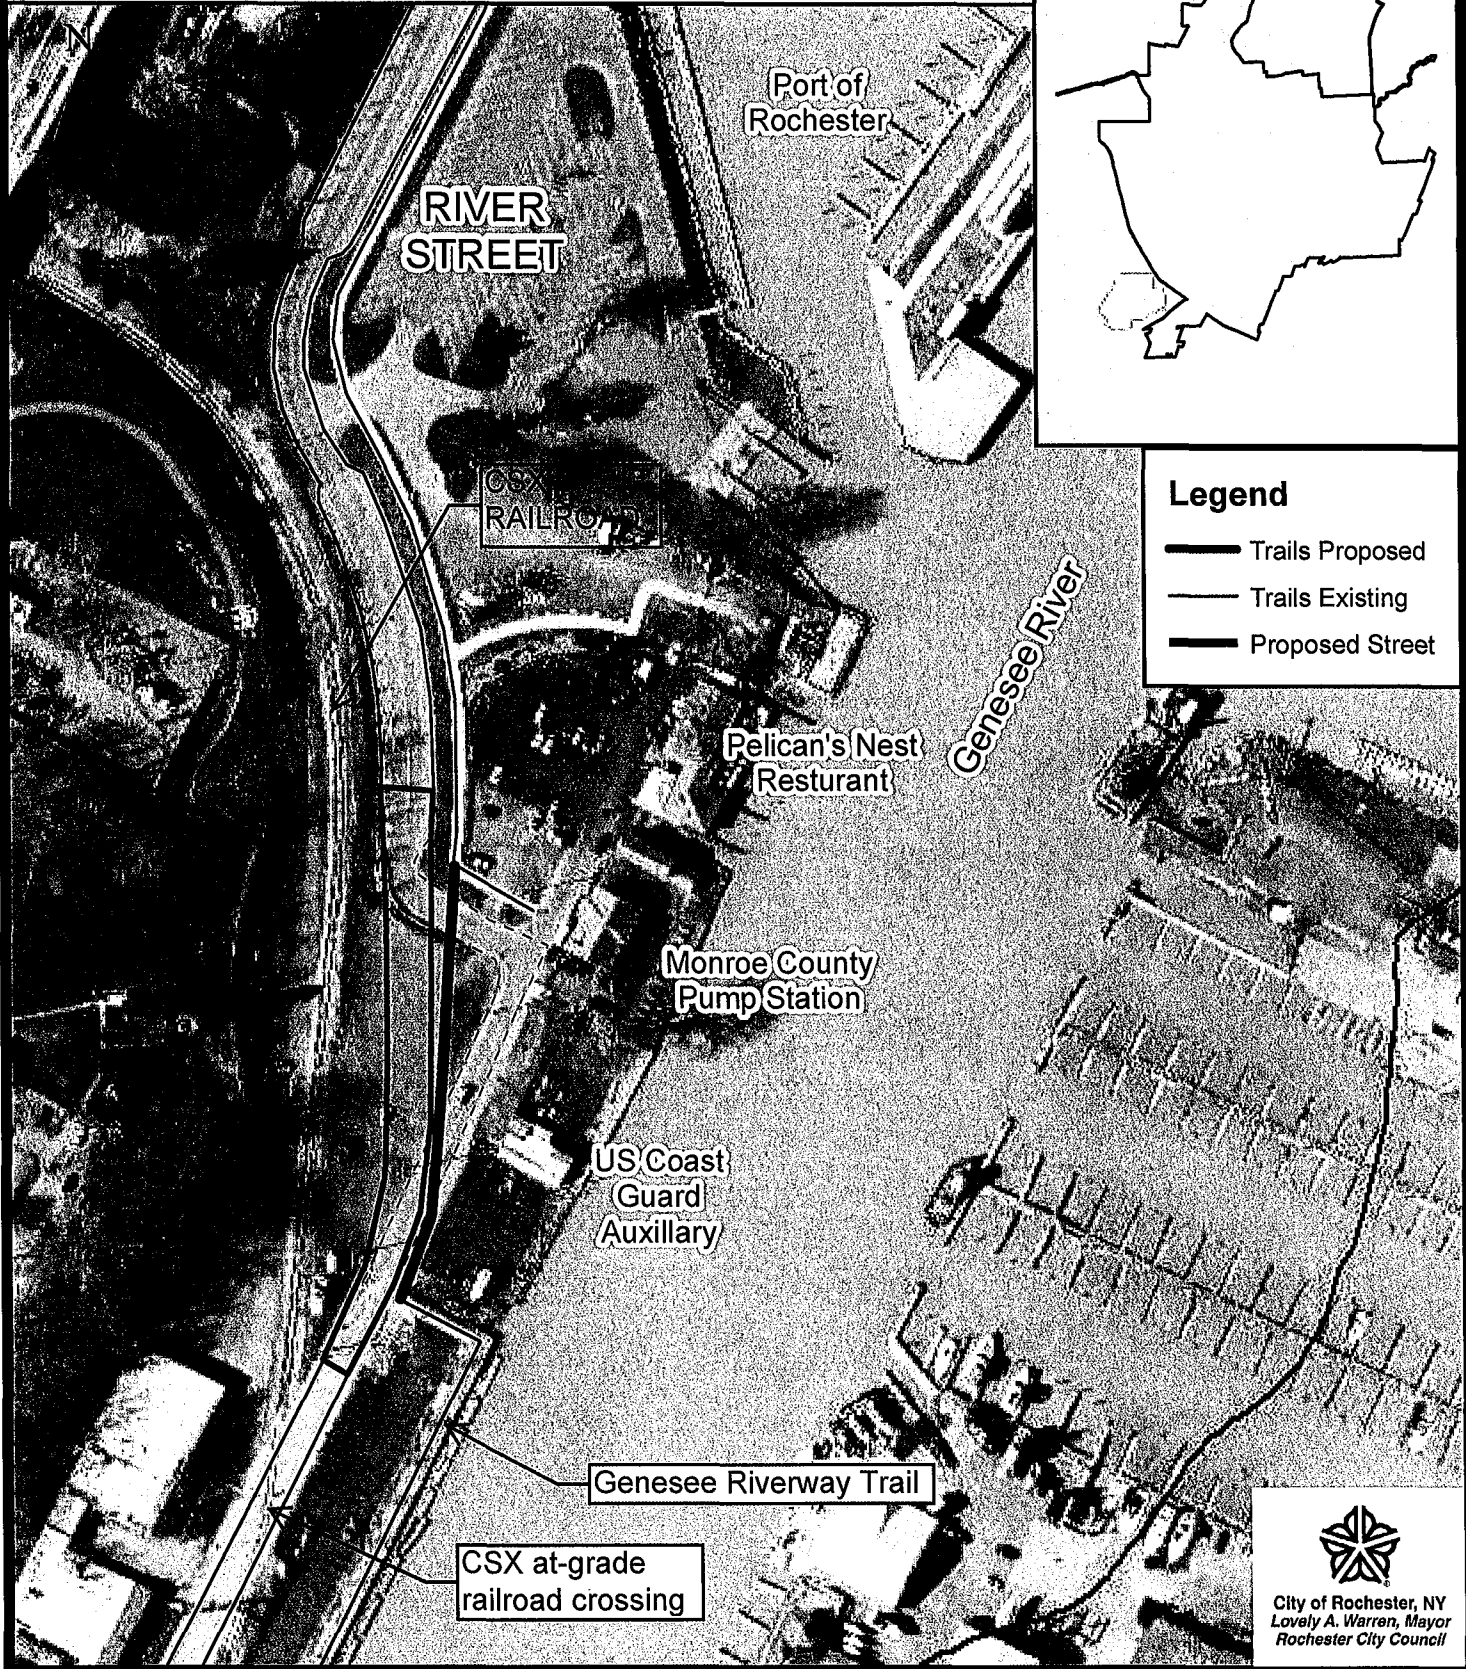 N
Port of
Rochester
RIVER
STREET
CSX
RAILROAD
Legend
Trails Proposed
Trails Existing
Proposed Street
Genesee River
Pelican's Nest
Resturant
Monroe County
Pump Station
US Coast
Guard
Auxillary
Genesee Riverway Trail
CSX at-grade
railroad crossing
City of Rochester, NY
Lovely A. Warren, Mayor
Rochester City Council